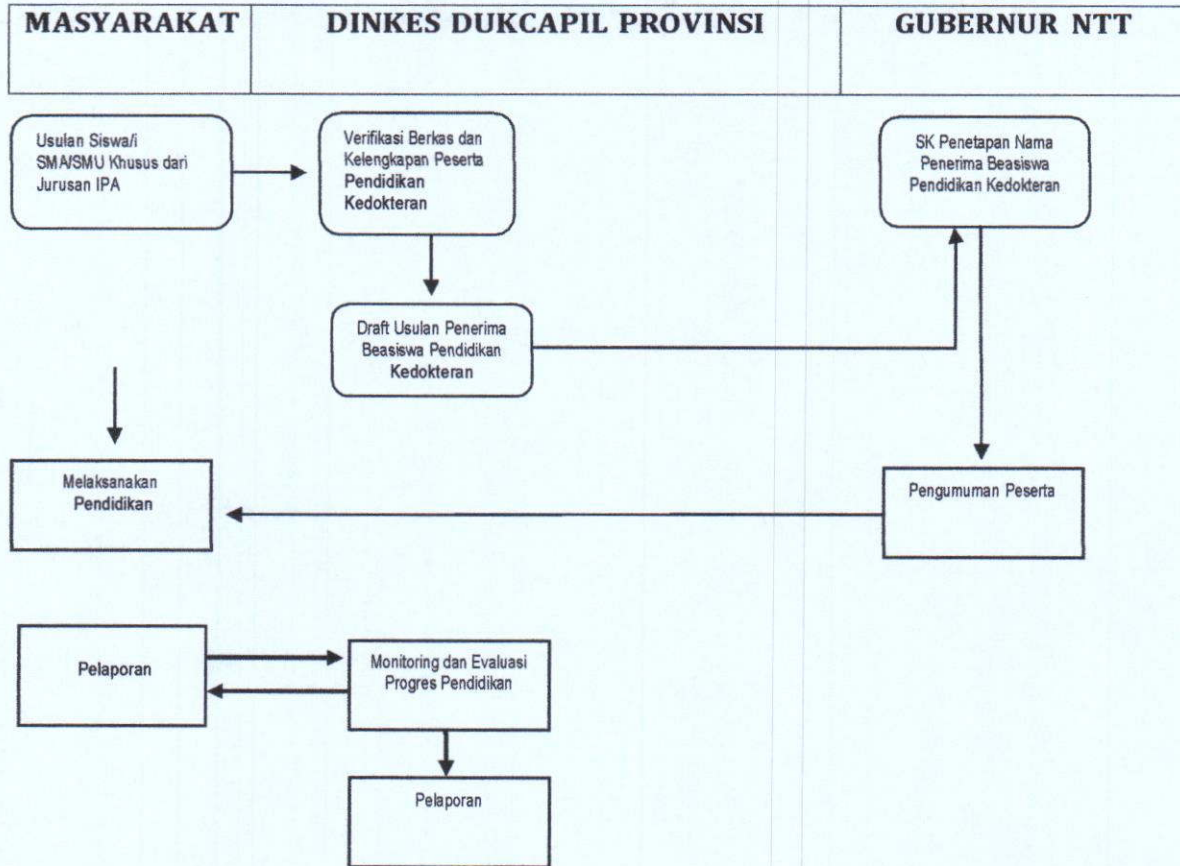 MASYARAKAT
DINKES DUKCAPIL PROVINSI
GUBERNUR NTT
Usulan Siswa/i
SMA/SMU Khusus dari
Jurusan IPA
Verifikasi Berkas dan
Kelengkapan Peserta
Pendidikan
Kedokteran
SK Penetapan Nama
Penerima Beasiswa
Pendidikan Kedokteran
Draft Usulan Penerima
Beasiswa Pendidikan
Kedokteran
Melaksanakan
Pendidikan
Pengumuman Peserta
Pelaporan
Monitoring dan Evaluasi
Progres Pendidikan
Pelaporan